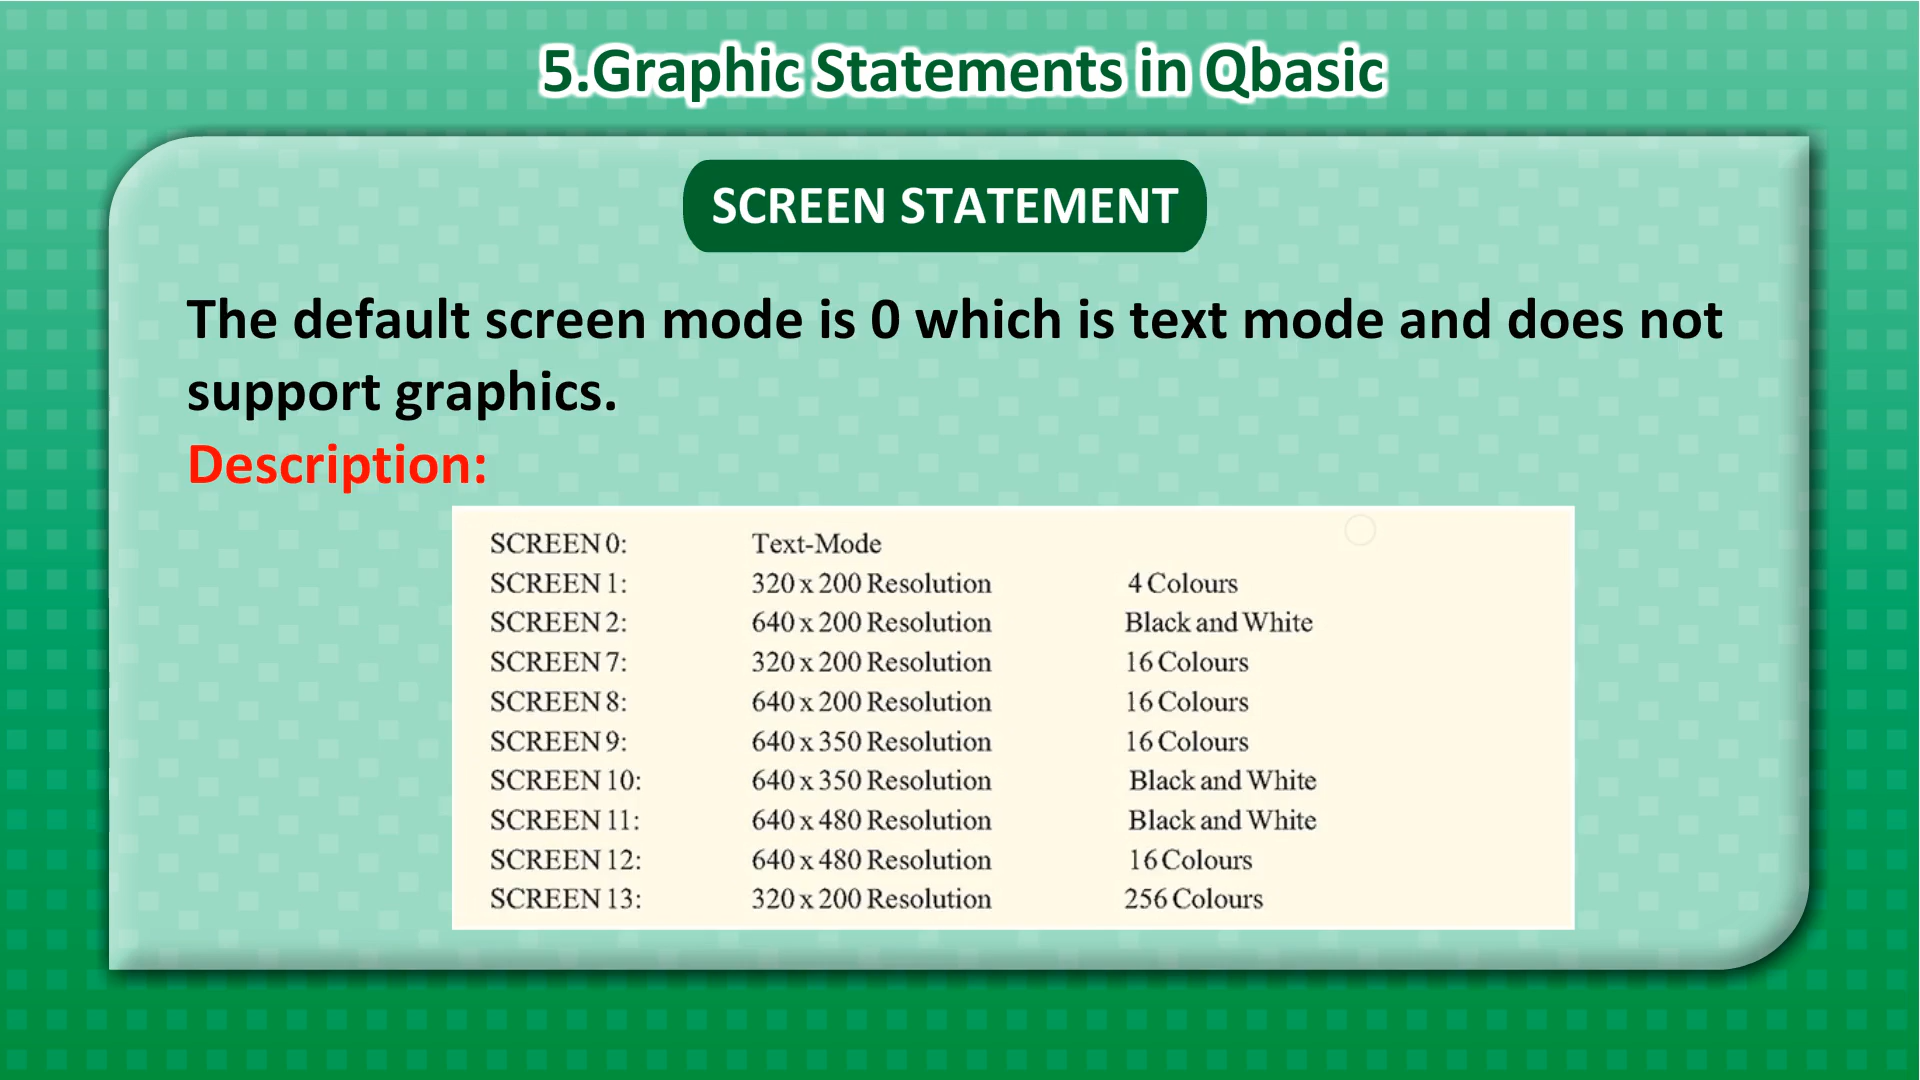 5.Graphic Statements in Qbasic
SCREEN STATEMENT
The default screen mode is 0 which is text mode and does not
support graphics.
Description:
SCREEN 0: Text-Mode
SCREEN 1: 320 x 200 Resolution 4 Colours
SCREEN 2: 640 x 200 Resolution Black and White
SCREEN 7: 320 x 200 Resolution 16 Colours
SCREEN 8: 640 x 200 Resolution 16 Colours
SCREEN 9: 640 x 350 Resolution 16 Colours
SCREEN 10: 640 x 350 Resolution Black and White
SCREEN 11: 640 x 480 Resolution Black and White
SCREEN 12: 640 x 480 Resolution 16 Colours
SCREEN 13: 320 x 200 Resolution 256 Colours